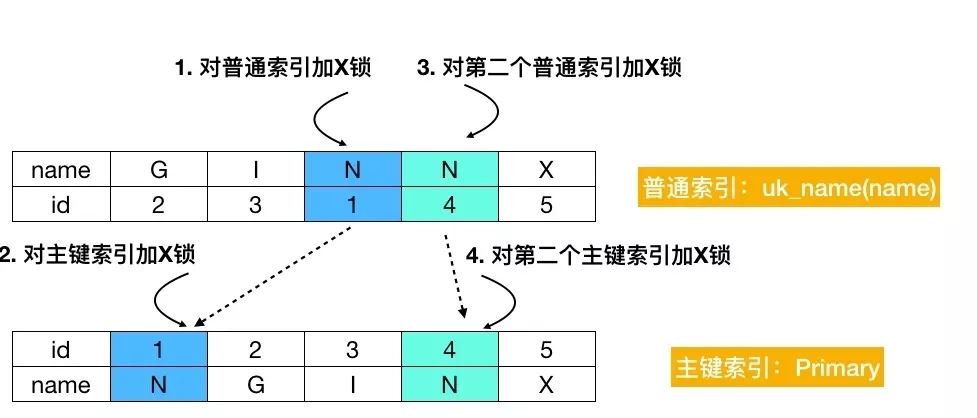 1. 对普通索引加X锁
3. 对第二个普通索引加X锁
name G I N N X
id 2 3 1 4 5
普通索引：uk_name(name)
2. 对主键索引加X锁
4. 对第二个主键索引加X锁
id 1 2 3 4 5
name N G I N X
主键索引：Primary